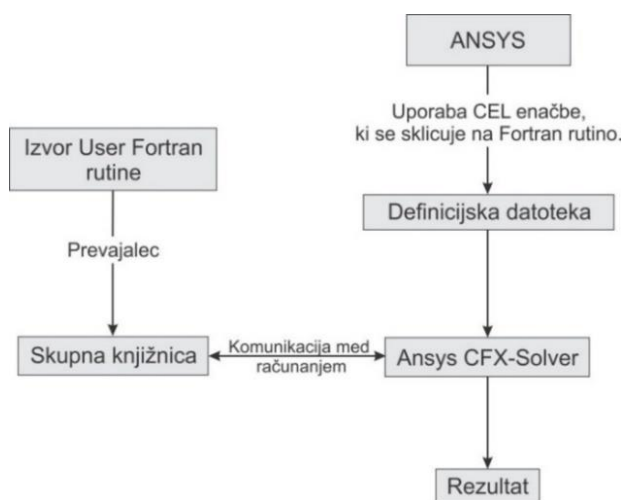 ANSYS
Uporaba CEL enačbe,
ki se sklicuje na Fortran rutino.
Izvor User Fortran
rutine
Definicijska datoteka
Prevajalec
Skupna knjižnica
Komunikacija med
računanjem
Ansys CFX-Solver
Rezultat